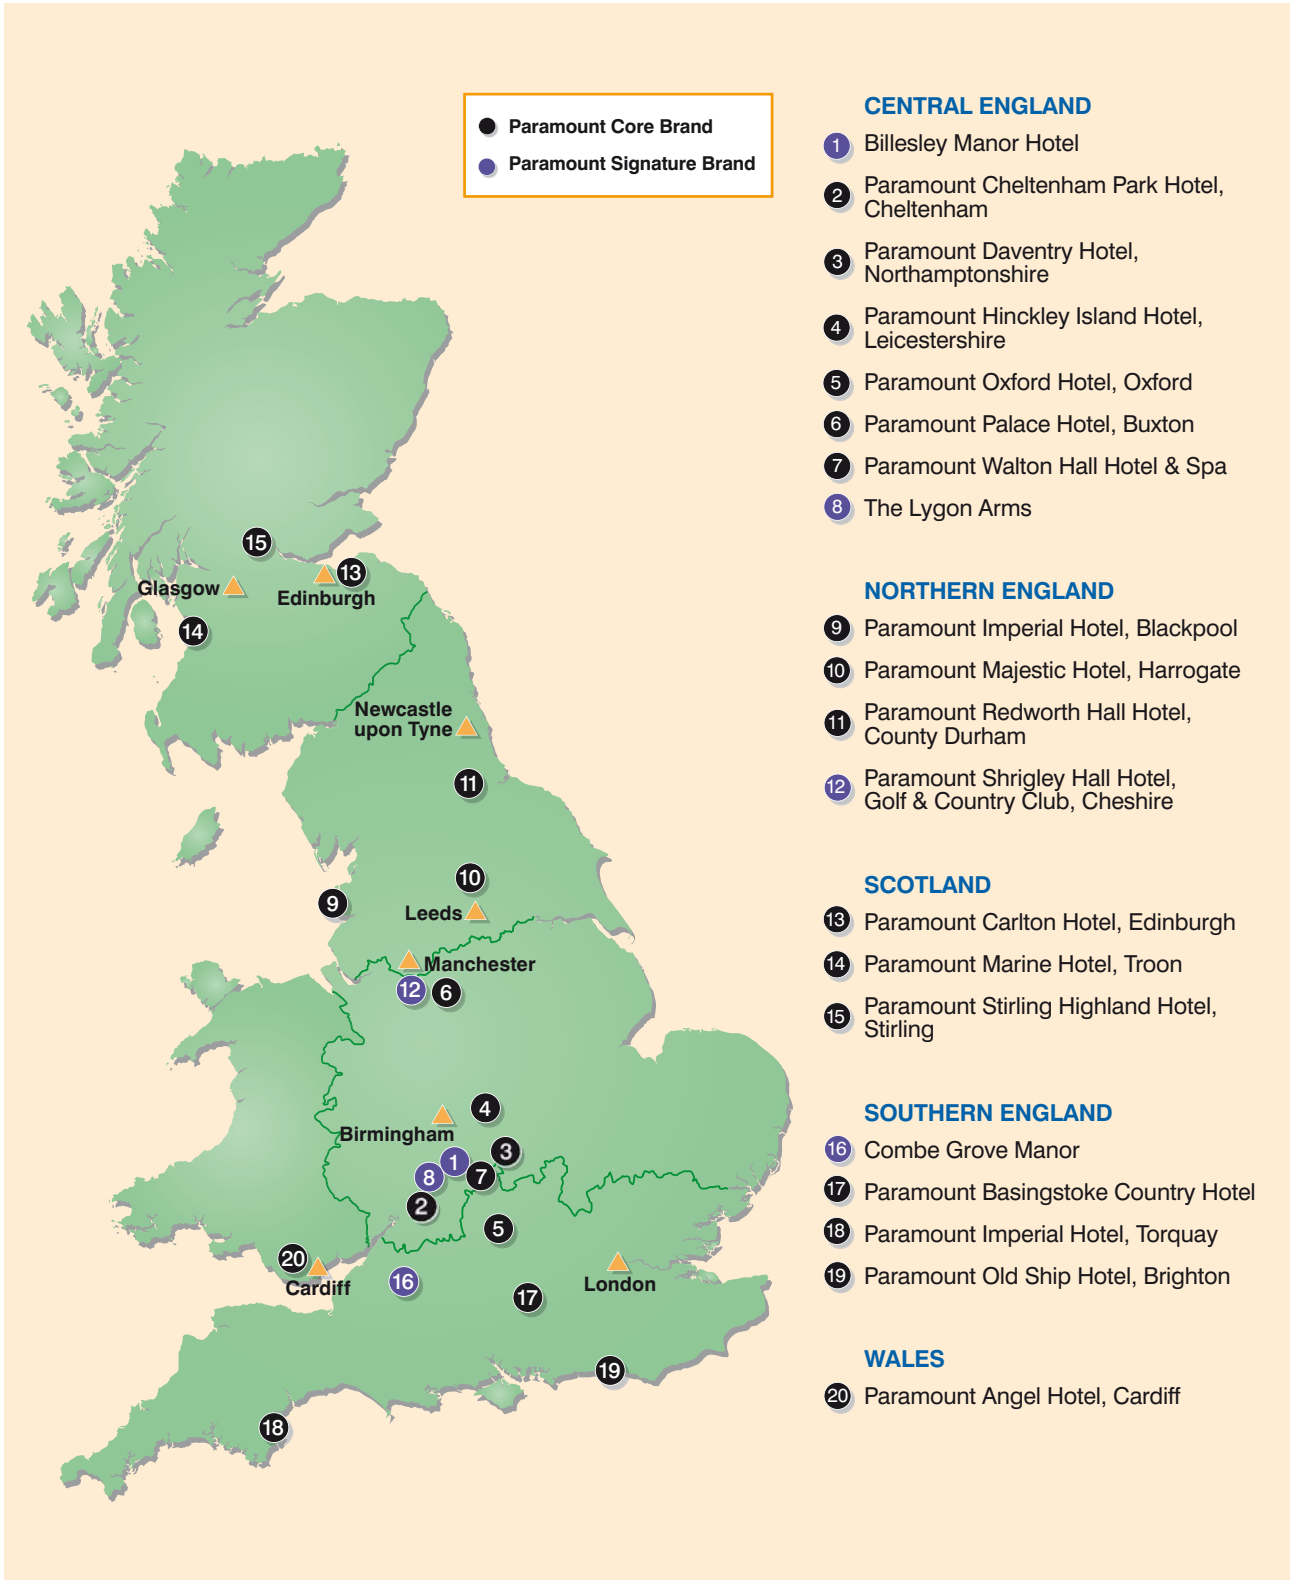 Paramount Core Brand
Paramount Signature Brand
CENTRAL ENGLAND
1 Billesley Manor Hotel
2 Paramount Cheltenham Park Hotel,
Cheltenham
3 Paramount Daventry Hotel,
Northamptonshire
4 Paramount Hinckley Island Hotel,
Leicestershire
5 Paramount Oxford Hotel, Oxford
6 Paramount Palace Hotel, Buxton
7 Paramount Walton Hall Hotel & Spa
8 The Lygon Arms
NORTHERN ENGLAND
9 Paramount Imperial Hotel, Blackpool
10 Paramount Majestic Hotel, Harrogate
11 Paramount Redworth Hall Hotel,
County Durham
12 Paramount Shrigley Hall Hotel,
Golf & Country Club, Cheshire
SCOTLAND
13 Paramount Carlton Hotel, Edinburgh
14 Paramount Marine Hotel, Troon
15 Paramount Stirling Highland Hotel,
Stirling
SOUTHERN ENGLAND
16 Combe Grove Manor
17 Paramount Basingstoke Country Hotel
18 Paramount Imperial Hotel, Torquay
19 Paramount Old Ship Hotel, Brighton
WALES
20 Paramount Angel Hotel, Cardiff
15
13
Glasgow
Edinburgh
14
Newcastle
upon Tyne
11
10
9
Leeds
Manchester
12
6
4
Birmingham
3
1
8
7
2
5
20
Cardiff
16
London
17
19
18